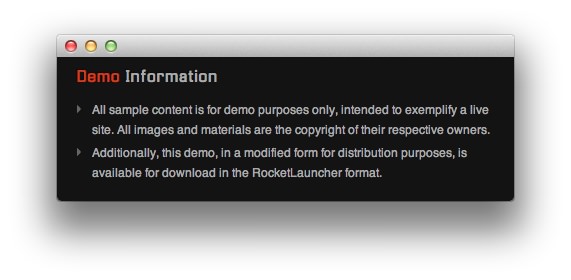 Demo Information
All sample content is for demo purposes only, intended to exemplify a live
site. All images and materials are the copyright of their respective owners.
Additionally, this demo, in a modified form for distribution purposes, is
available for download in the RocketLauncher format.